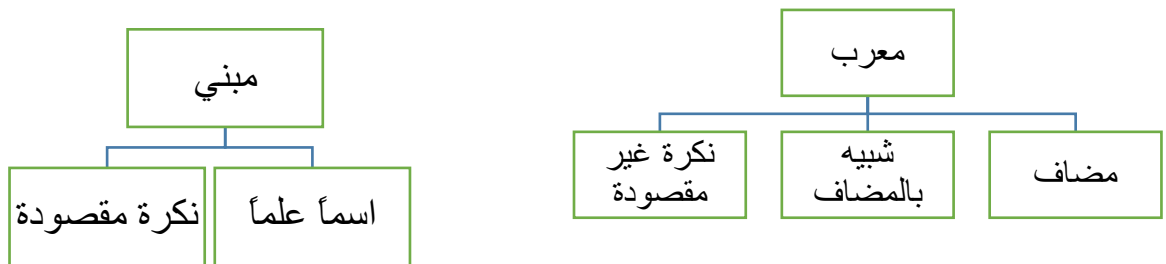 معرب
مضاف
شبيه
بالمضاف
نكرة غير
مقصودة
مبني
اسماً علماً
نكرة مقصودة